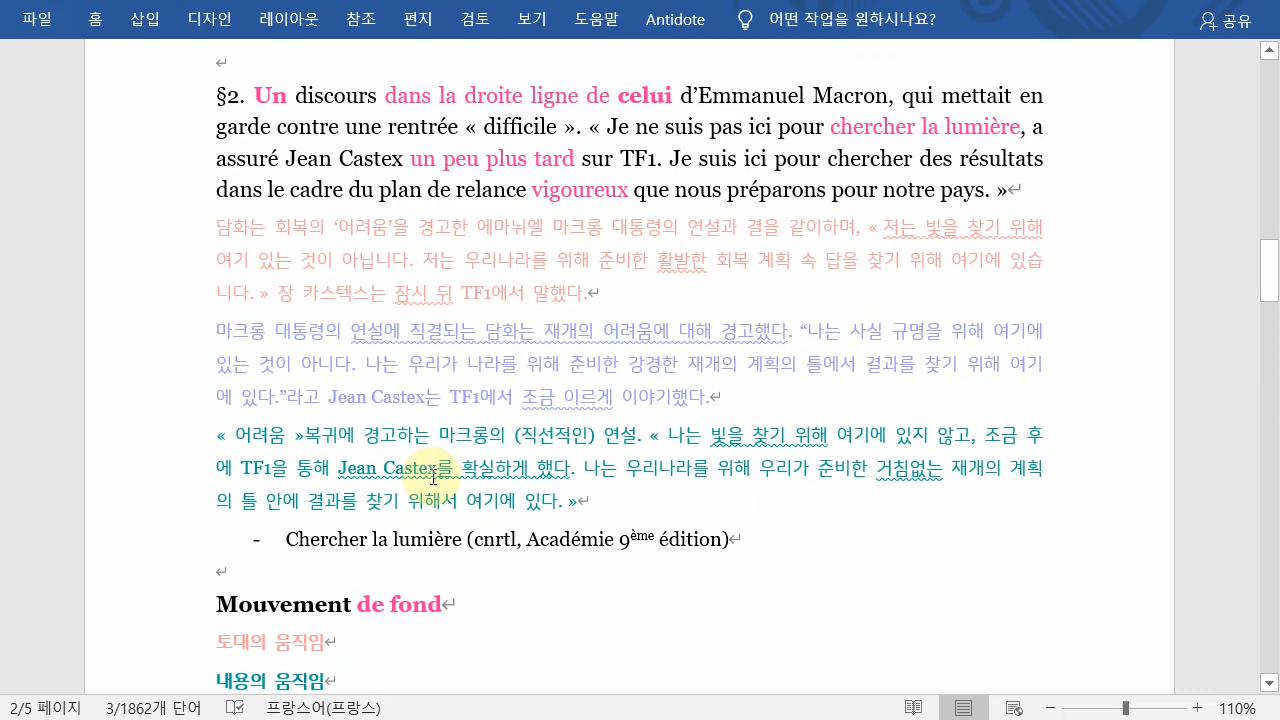 파일 홈 삽입 디자인 레이아웃 참조 편지 검토 보기 도움말 Antidote 어떤 작업을 원하시나요? 공유
§2. Un discours dans la droite ligne de celui d’Emmanuel Macron, qui mettait en
garde contre une rentrée « difficile ». « Je ne suis pas ici pour chercher la lumière, a
assuré Jean Castex un peu plus tard sur TF1. Je suis ici pour chercher des résultats
dans le cadre du plan de relance vigoureux que nous préparons pour notre pays. »
담화는 회복의 ‘어려움’을 경고한 에마뉘엘 마크롱 대통령의 연설과 결을 같이하며, « 저는 빛을 찾기 위해
여기 있는 것이 아닙니다. 저는 우리나라를 위해 준비한 활발한 회복 계획 속 답을 찾기 위해 여기에 있습
니다. » 장 카스텍스는 잠시 뒤 TF1에서 말했다.
마크롱 대통령의 연설에 직결되는 담화는 재개의 어려움에 대해 경고했다. “나는 사실 규명을 위해 여기에
있는 것이 아니다. 나는 우리가 나라를 위해 준비한 강경한 재개의 계획의 틀에서 결과를 찾기 위해 여기
에 있다.”라고 Jean Castex는 TF1에서 조금 이르게 이야기했다.
« 어려움 »복귀에 경고하는 마크롱의 (직선적인) 연설. « 나는 빛을 찾기 위해 여기에 있지 않고, 조금 후
에 TF1을 통해 Jean Castex를 확실하게 했다. 나는 우리나라를 위해 우리가 준비한 거침없는 재개의 계획
의 틀 안에 결과를 찾기 위해서 여기에 있다. »
- Chercher la lumière (cnrtl, Académie 9ème édition)
Mouvement de fond
토대의 움직임
내용의 움직임
2/5 페이지 3/1862개 단어 프랑스어(프랑스) 110%